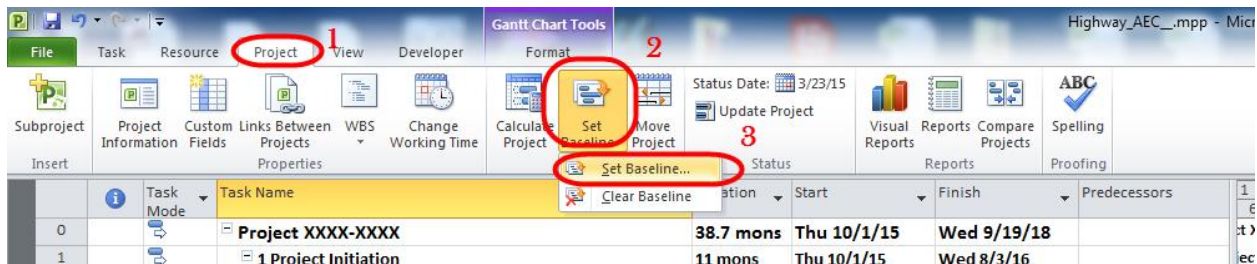 Gantt Chart Tools
Highway_AEC__.mpp - Micr
File Task Resource Project 1 View Developer Format 2
Subproject
Project Information
Custom Fields
Links Between Projects
WBS
Change Working Time
Calculate Project
Set Baseline
Move Project
Status Date: 3/23/15
Update Project
3
Visual Reports
Reports
Compare Projects
ABC
Spelling
Insert Properties Status Reports Proofing
Set Baseline...
Clear Baseline
Task Mode Task Name ation Start Finish Predecessors 1
6
0 Project XXXX-XXXX 38.7 mons Thu 10/1/15 Wed 9/19/18
1 1 Project Initiation 11 mons Thu 10/1/15 Wed 8/3/16